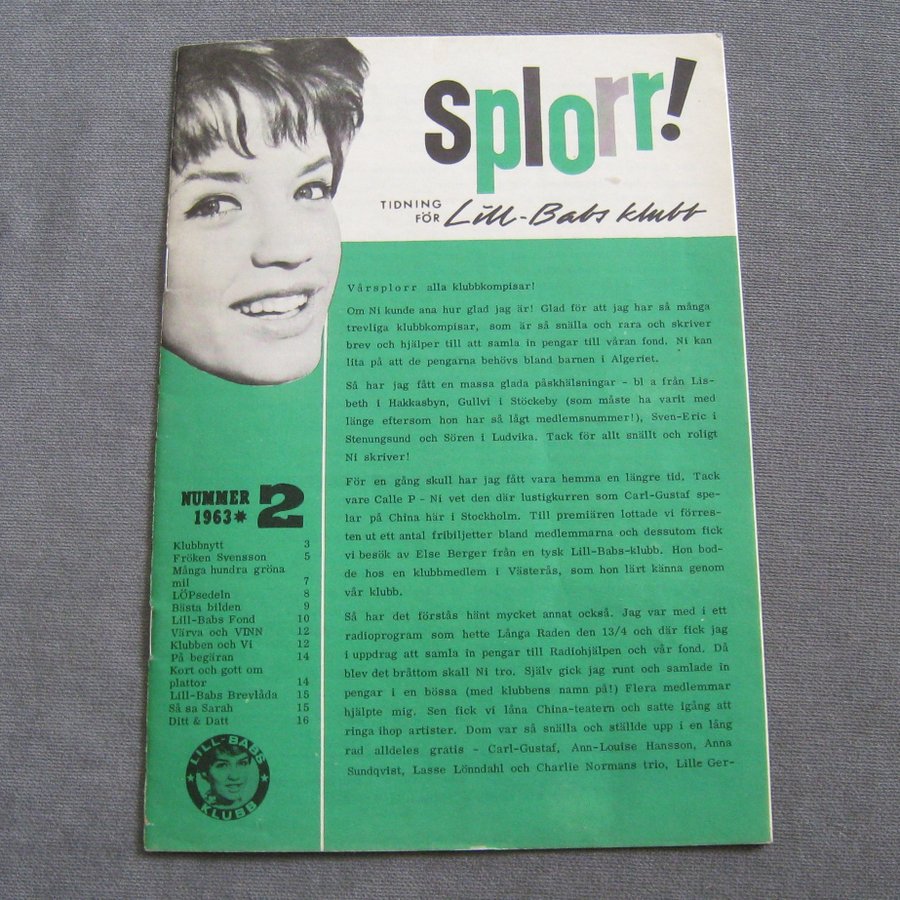 Splorr!
TIDNING
FÖR Lill-Babs klubb
Vårsplorr alla klubbkompisar!
Om Ni kunde ana hur glad jag är! Glad för att jag har så många
trevliga klubbkompisar, som är så snälla och rara och skriver
brev och hjälper till att samla in pengar till våran fond. Ni kan
lita på att de pengarna behövs bland barnen i Algeriet.
Så har jag fått en massa glada påskhälsningar - bl a från Lis-
beth i Hakkasbyn, Gullvi i Stöckeby (som måste ha varit med
länge eftersom hon har så lågt medlemsnummer!), Sven-Eric i
Stenungsund och Sören i Ludvika. Tack för allt snällt och roligt
Ni skriver!
För en gång skull har jag fått vara hemma en längre tid. Tack
vare Calle P - Ni vet den där lustigkurren som Carl-Gustaf spe-
lar på China här i Stockholm. Till premiären lottade vi förres-
ten ut ett antal fribiljetter bland medlemmarna och dessutom fick
vi besök av Else Berger från en tysk Lill-Babs-klubb. Hon bod-
de hos en klubbmedlem i Västerås, som hon lärt känna genom
vår klubb.
Så har det förstås hänt mycket annat också. Jag var med i ett
radioprogram som hette Långa Raden den 13/4 och där fick jag
i uppdrag att samla in pengar till Radiohjälpen och vår fond. Då
blev det bråttom skall Ni tro. Själv gick jag runt och samlade in
pengar i en bössa (med klubbens namn på!) Flera medlemmar
hjälpte mig. Sen fick vi låna China-teatern och satte igång att
ringa ihop artister. Dom var så snälla och ställde upp i en lång
rad alldeles gratis - Carl-Gustaf, Ann-Louise Hansson, Anna
Sundqvist, Lasse Lönndahl och Charlie Normans trio, Lille Ger-
NUMMER 2
1963*
Klubbnytt 3
Fröken Svensson 5
Många hundra gröna
mil 7
LÖPsedeln 8
Bästa bilden 9
Lill-Babs Fond 10
Värva och VINN 12
Klubben och Vi 12
På begäran 14
Kort och gott om
plattor 14
Lill-Babs Brevlåda 15
Så sa Sarah 15
Ditt & Datt 16
LILL-BABS
KLUBB